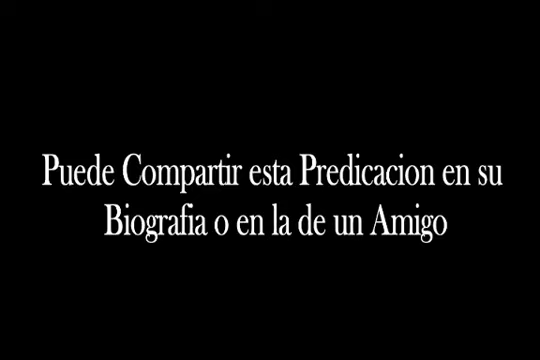 Puede Compartir esta Predicacion en su
Biografia o en la de un Amigo